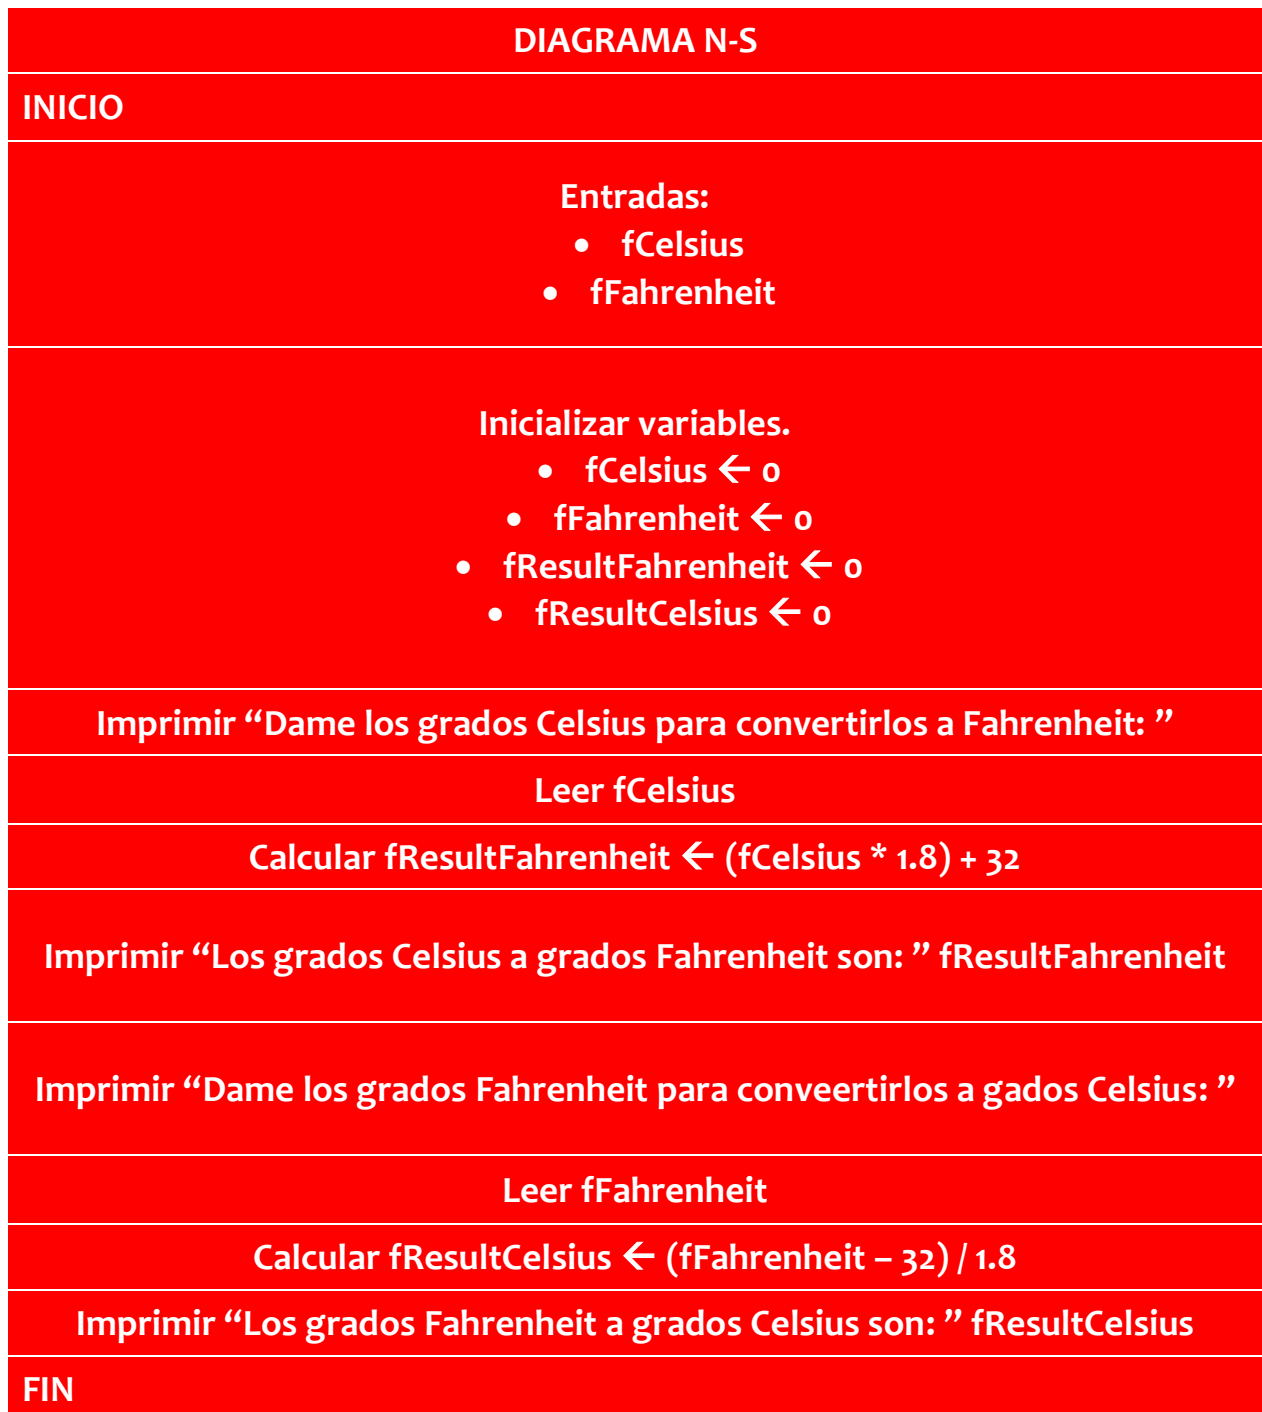 DIAGRAMA N-S
INICIO
Entradas:
• fCelsius
• fFahrenheit
Inicializar variables.
• fCelsius ← 0
• fFahrenheit ← 0
• fResultFahrenheit ← 0
• fResultCelsius ← 0
Imprimir “Dame los grados Celsius para convertirlos a Fahrenheit: ”
Leer fCelsius
Calcular fResultFahrenheit ← (fCelsius * 1.8) + 32
Imprimir “Los grados Celsius a grados Fahrenheit son: ” fResultFahrenheit
Imprimir “Dame los grados Fahrenheit para conveertirlos a gados Celsius: ”
Leer fFahrenheit
Calcular fResultCelsius ← (fFahrenheit – 32) / 1.8
Imprimir “Los grados Fahrenheit a grados Celsius son: ” fResultCelsius
FIN